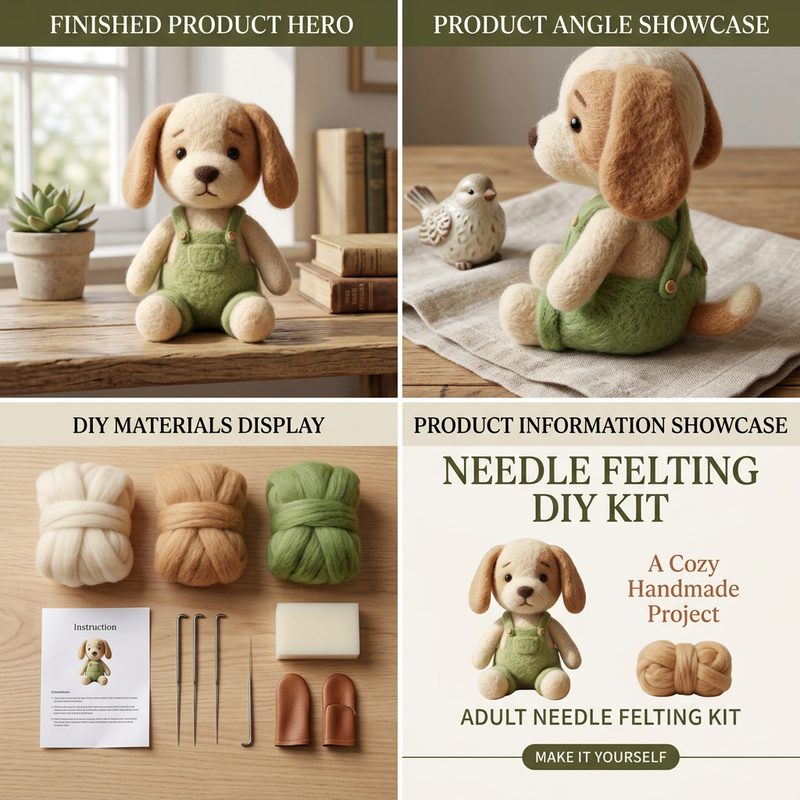 FINISHED PRODUCT HERO
PRODUCT ANGLE SHOWCASE
DIY MATERIALS DISPLAY
Instruction
PRODUCT INFORMATION SHOWCASE
NEEDLE FELTING
DIY KIT
A Cozy
Handmade
Project
ADULT NEEDLE FELTING KIT
MAKE IT YOURSELF